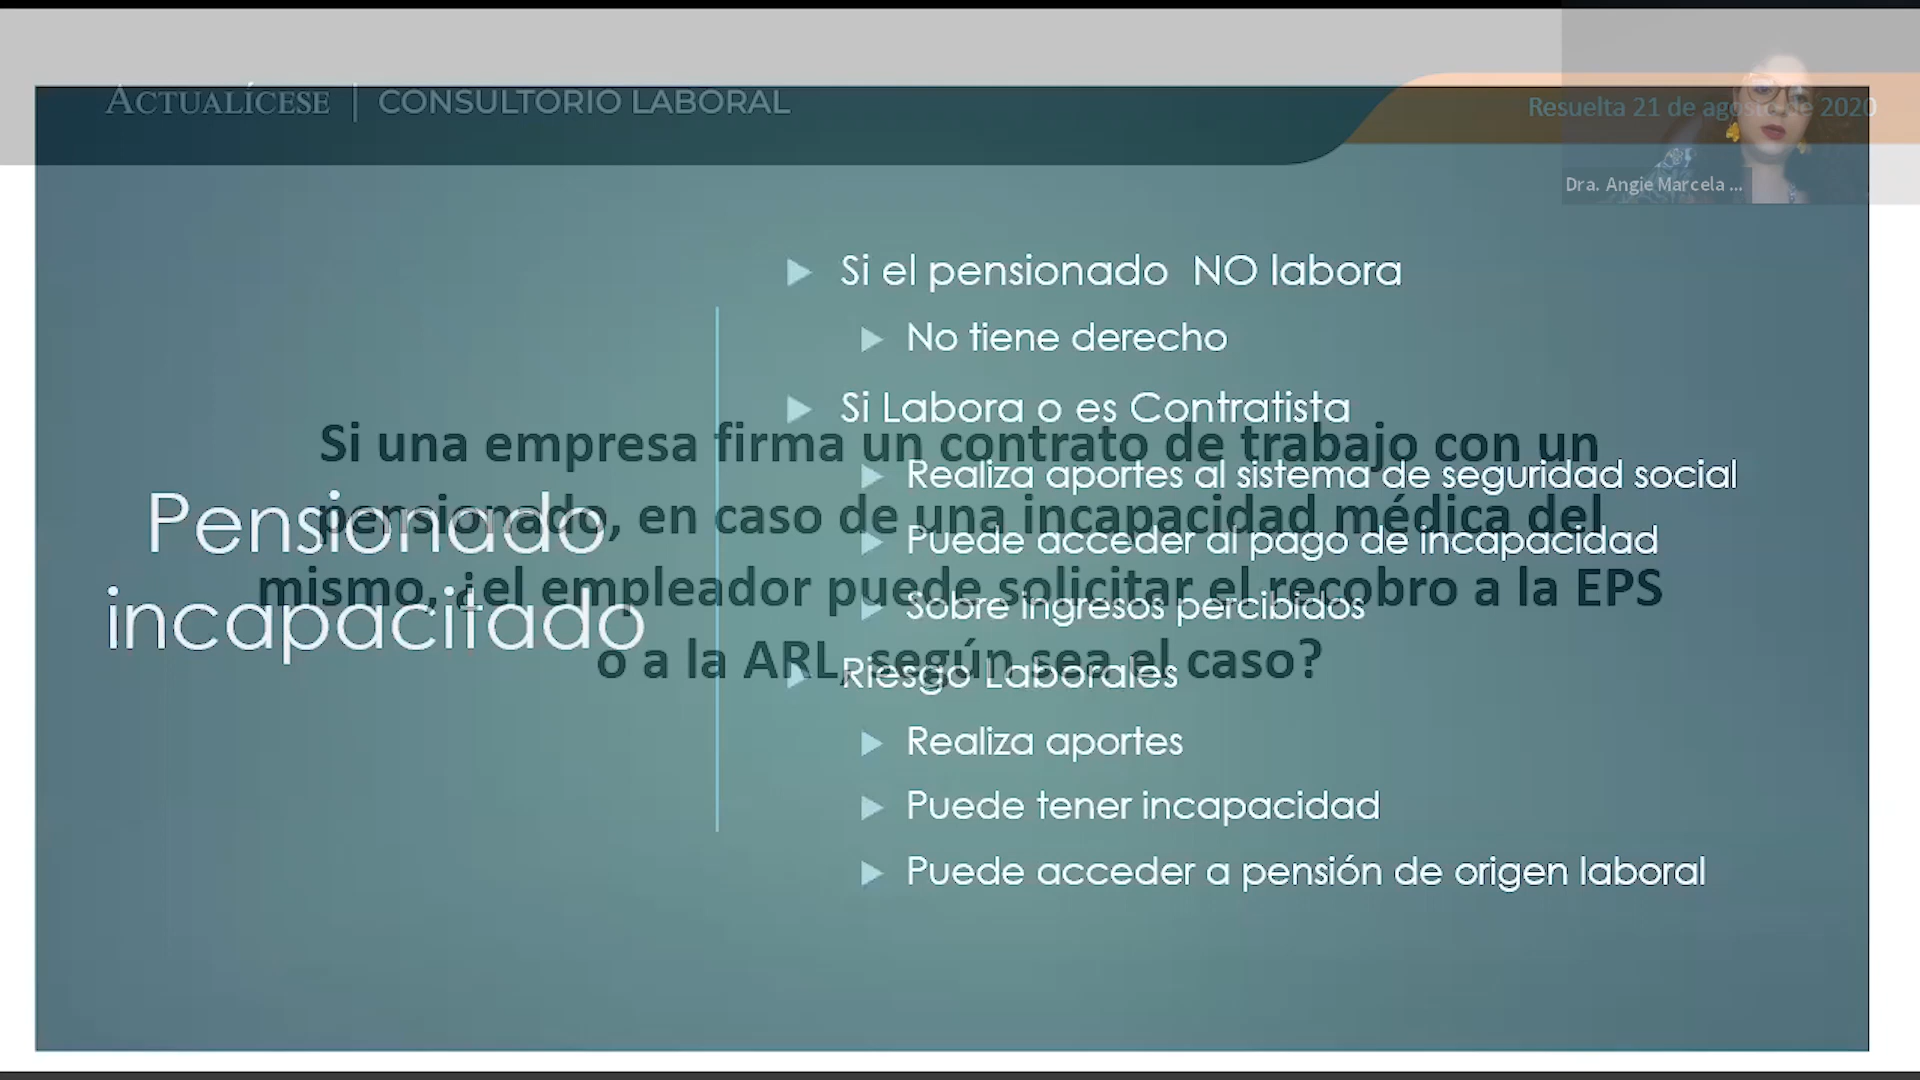 ACTUALÍCESE | CONSULTORIO LABORAL
Resuelta 21 de agosto de 2020
Dra. Angie Marcela ...
Si una empresa firma un contrato de trabajo con un
pensionado, en caso de una incapacidad médica del
mismo, ¿el empleador puede solicitar el recobro a la EPS
o a la ARL, según sea el caso?
Pensionado
incapacitado
Si el pensionado NO labora
No tiene derecho
Si Labora o es Contratista
Realiza aportes al sistema de seguridad social
Puede acceder al pago de incapacidad
Sobre ingresos percibidos
Riesgo Laborales
Realiza aportes
Puede tener incapacidad
Puede acceder a pensión de origen laboral